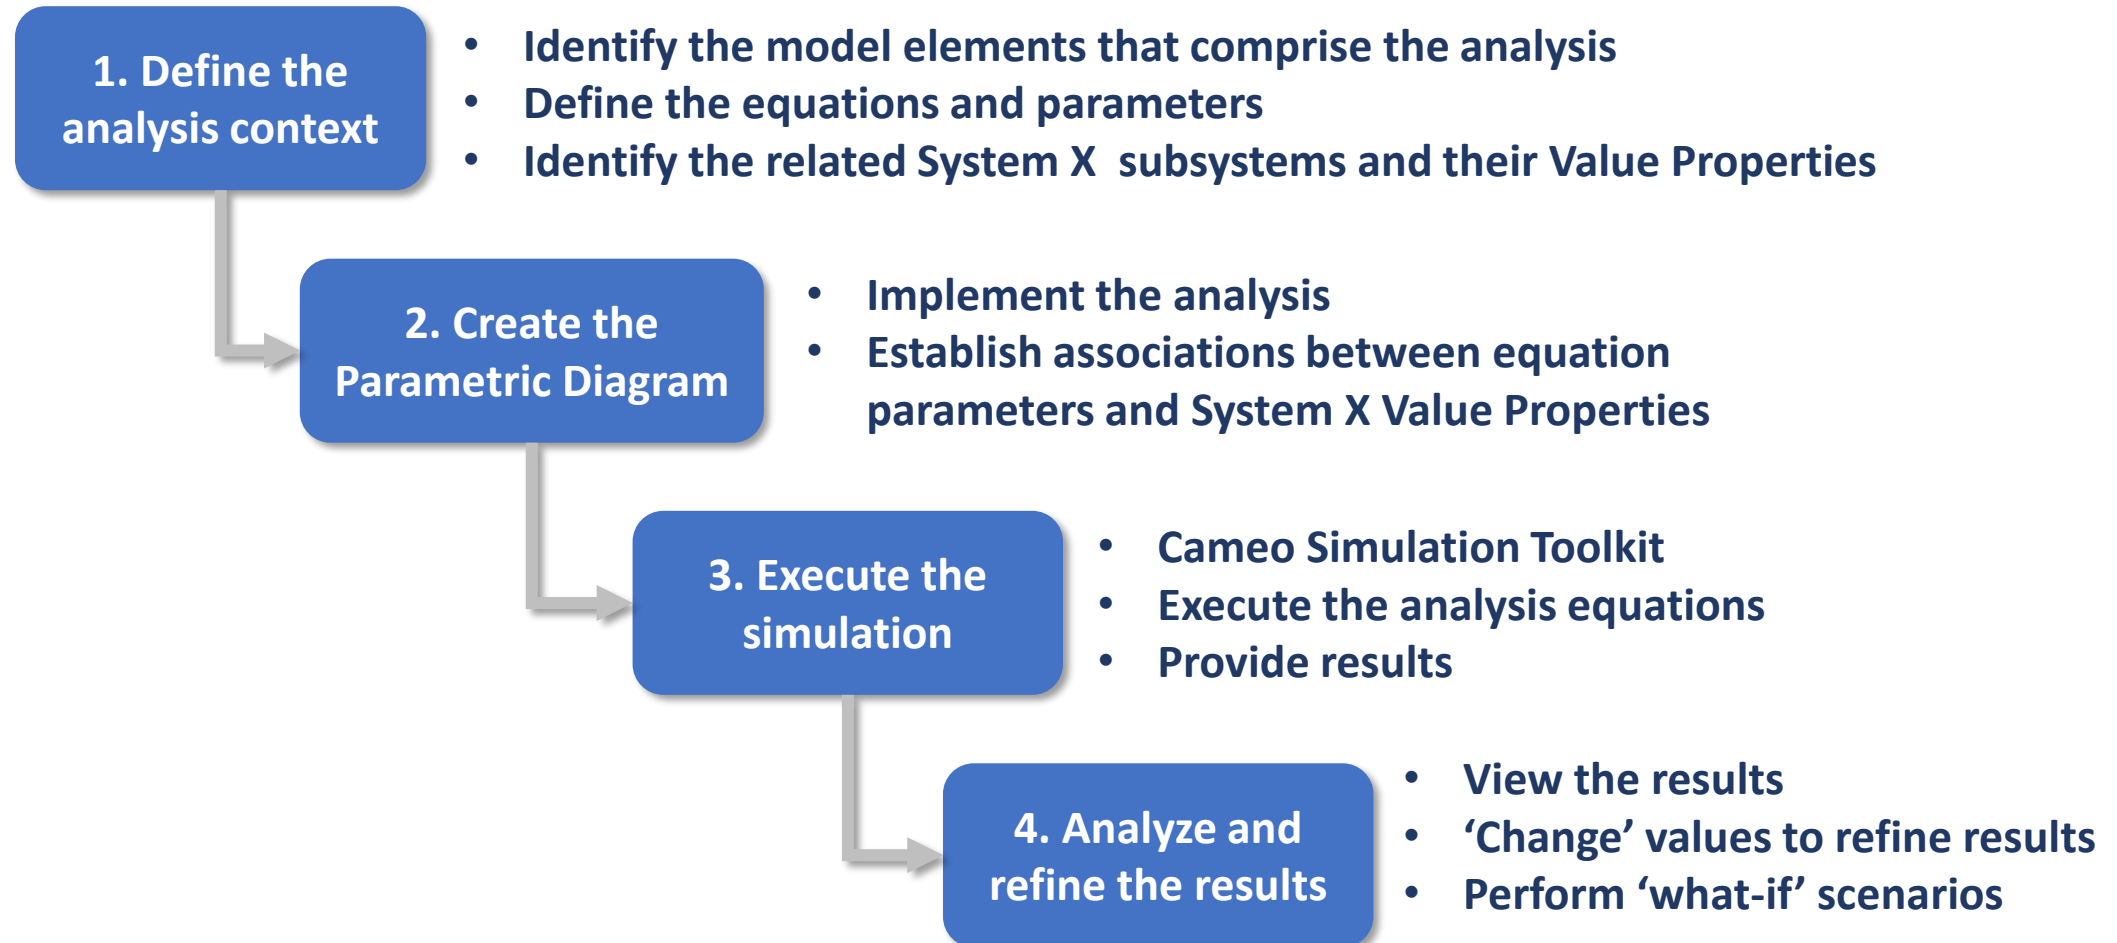 1. Define the
analysis context
• Identify the model elements that comprise the analysis
• Define the equations and parameters
• Identify the related System X  subsystems and their Value Properties
2. Create the
Parametric Diagram
• Implement the analysis
• Establish associations between equation
parameters and System X Value Properties
3. Execute the
simulation
• Cameo Simulation Toolkit
• Execute the analysis equations
• Provide results
4. Analyze and
refine the results
• View the results
• ‘Change’ values to refine results
• Perform ‘what-if’ scenarios